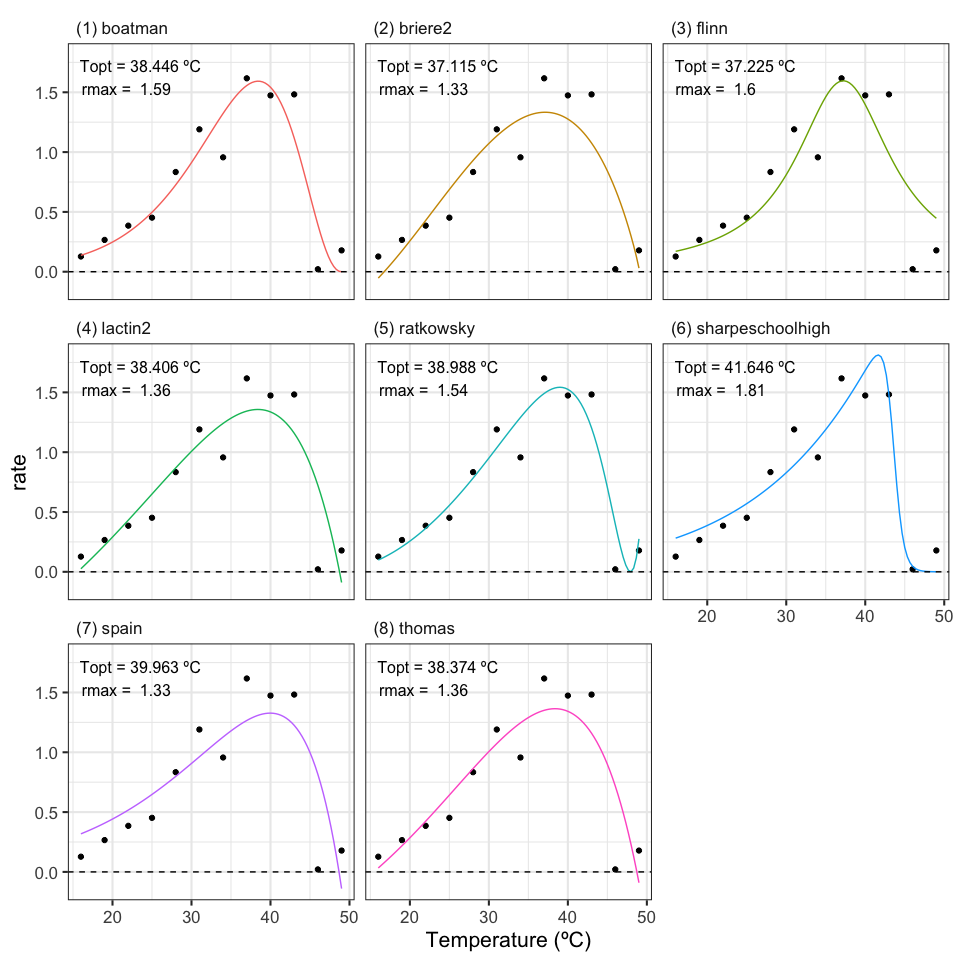 (1) boatman
(2) briere2
(3) flinn
Topt = 38.446 ºC
rmax =  1.59
Topt = 37.115 ºC
rmax =  1.33
Topt = 37.225 ºC
rmax =  1.6
1.5
1.0
0.5
0.0
(4) lactin2
(5) ratkowsky
(6) sharpeschoolhigh
Topt = 38.406 ºC
rmax =  1.36
Topt = 38.988 ºC
rmax =  1.54
Topt = 41.646 ºC
rmax =  1.81
rate
1.5
1.0
0.5
0.0
20 30 40 50
(7) spain
(8) thomas
Topt = 39.963 ºC
rmax =  1.33
Topt = 38.374 ºC
rmax =  1.36
1.5
1.0
0.5
0.0
20 30 40 50
20 30 40 50
Temperature (ºC)